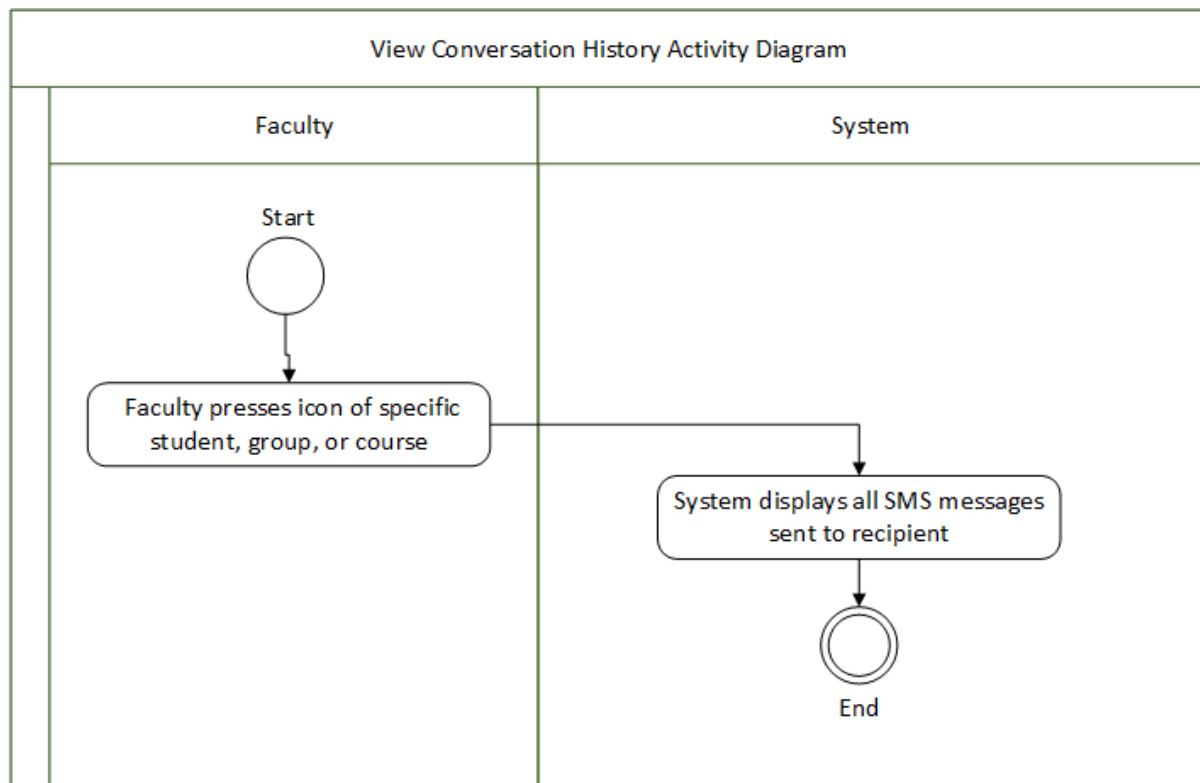 View Conversation History Activity Diagram
Faculty
System
Start
Faculty presses icon of specific
student, group, or course
System displays all SMS messages
sent to recipient
End